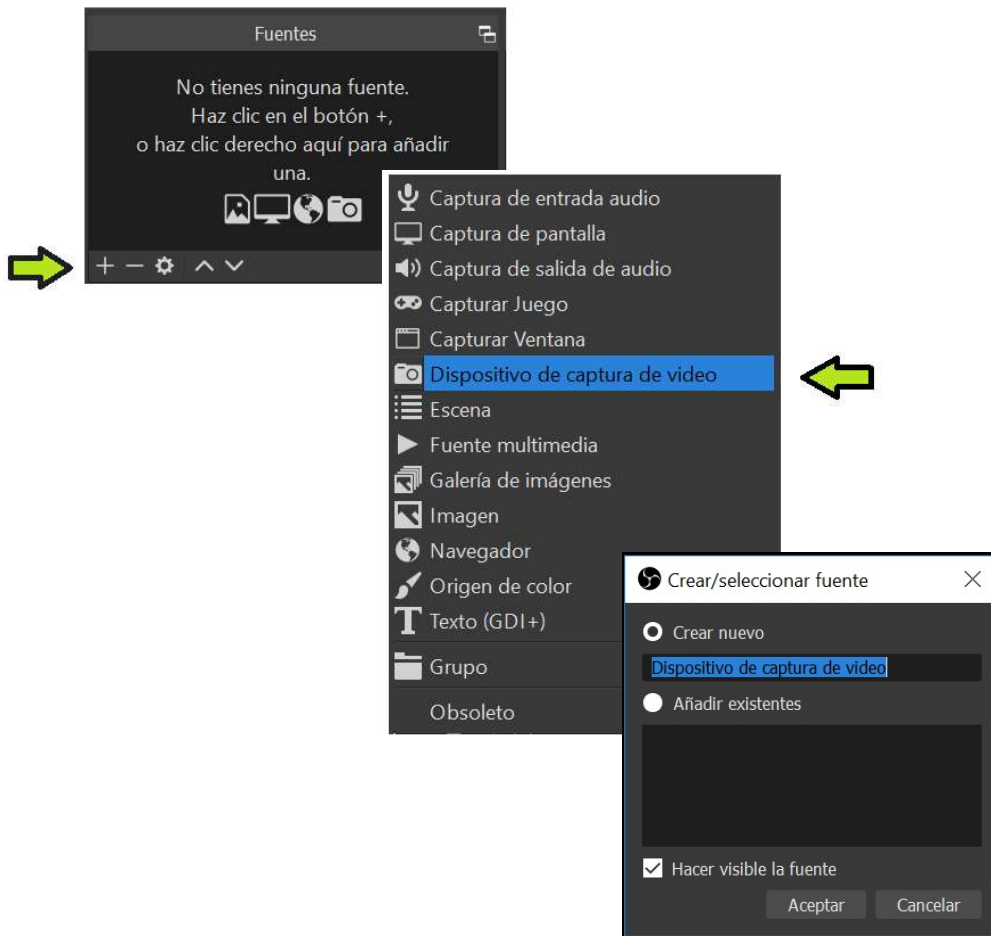 Fuentes
No tienes ninguna fuente.
Haz clic en el botón +,
o haz clic derecho aquí para añadir
una.
Captura de entrada audio
Captura de pantalla
Captura de salida de audio
Capturar Juego
Capturar Ventana
Dispositivo de captura de video
Escena
Fuente multimedia
Galería de imágenes
Imagen
Navegador
Origen de color
Texto (GDI+)
Grupo
Obsoleto
Crear/seleccionar fuente
Crear nuevo
Dispositivo de captura de video
Añadir existentes
Hacer visible la fuente
Aceptar Cancelar